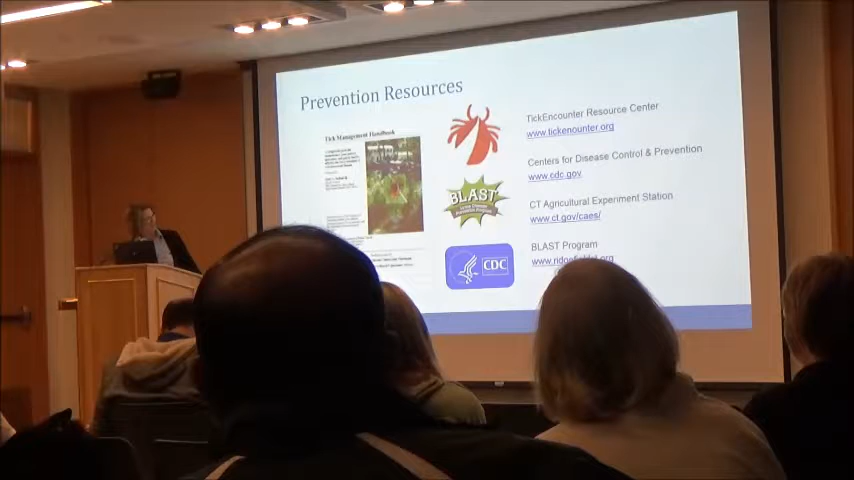 Prevention Resources
Tick Management Handbook
BLAST
CDC
TickEncounter Resource Center
www.tickenounter.org
Centers for Disease Control & Prevention
www.cdc.gov
CT Agricultural Experiment Station
www.ct.gov/caes/
BLAST Program